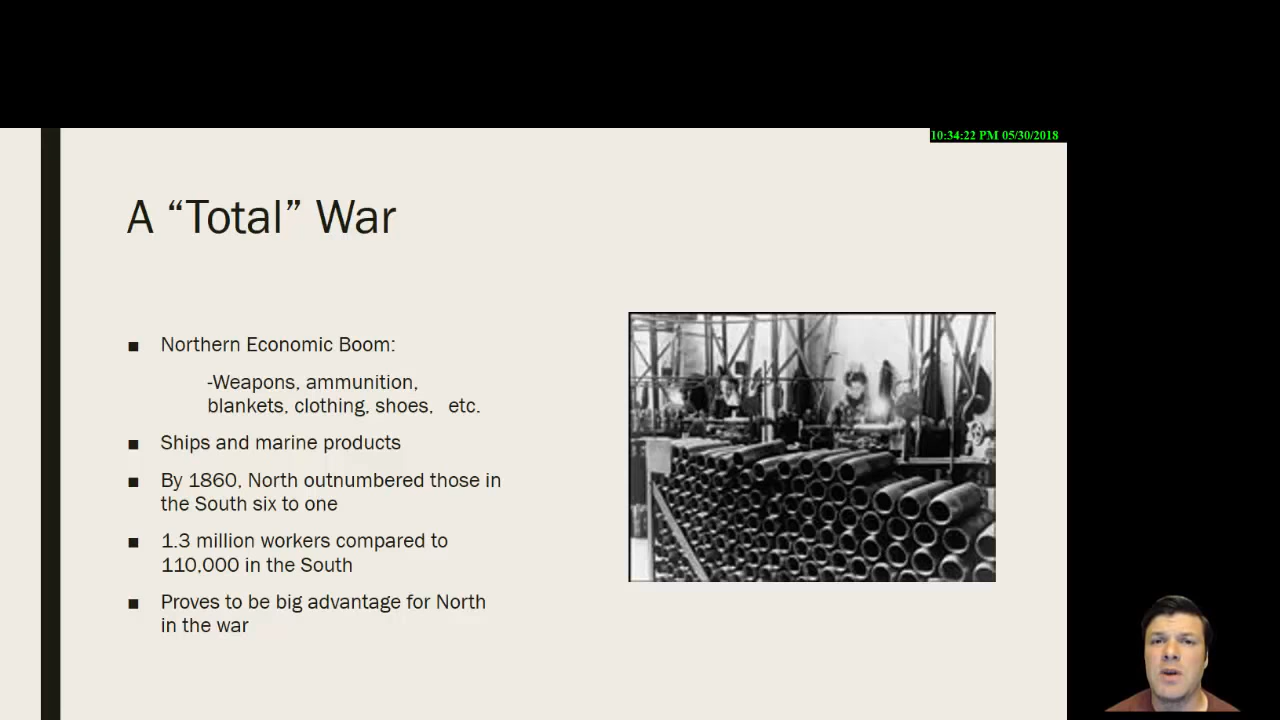 10:34:22 PM 05/30/2018
A “Total” War
■ Northern Economic Boom:
-Weapons, ammunition,
blankets, clothing, shoes, etc.
■ Ships and marine products
■ By 1860, North outnumbered those in
the South six to one
■ 1.3 million workers compared to
110,000 in the South
■ Proves to be big advantage for North
in the war